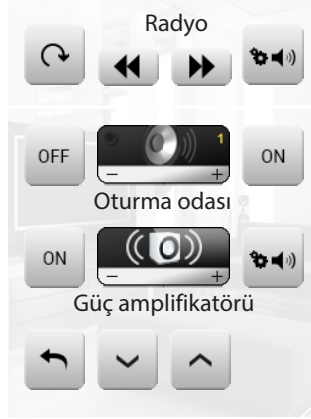 Radyo
OFF
1
ON
− +
Oturma odası
ON
− +
Güç amplifikatörü